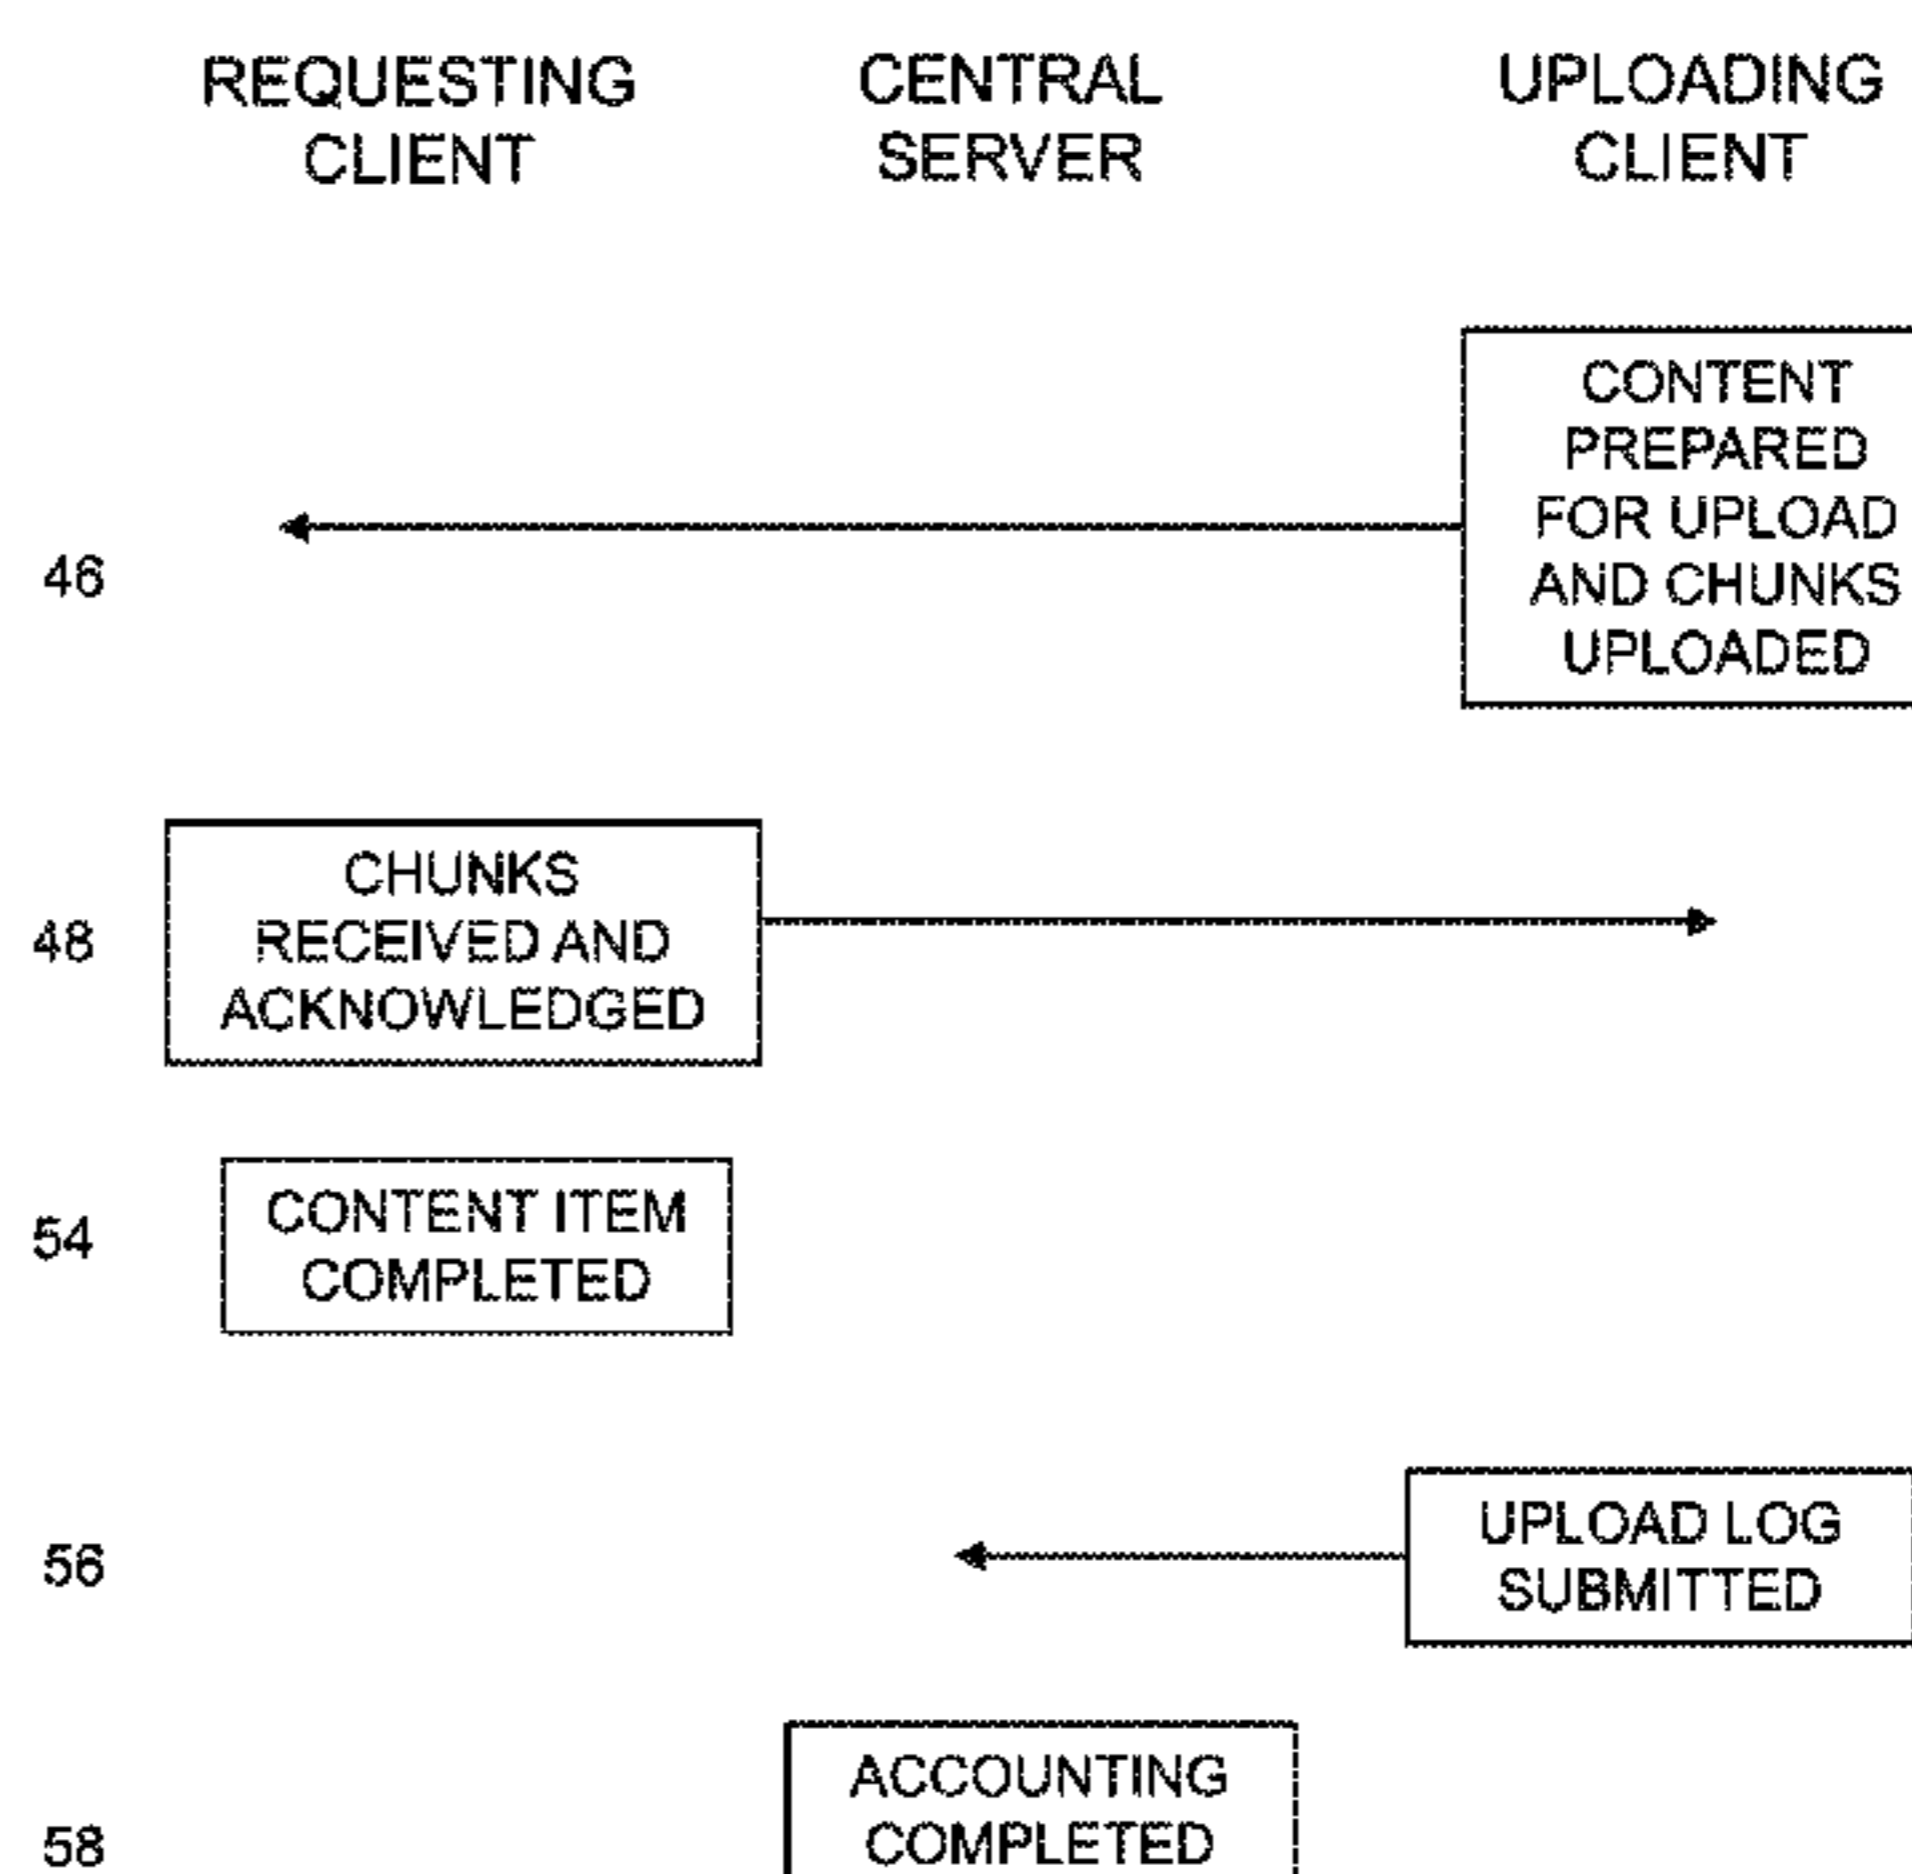 REQUESTING
CLIENT
CENTRAL
SERVER
UPLOADING
CLIENT
CONTENT
PREPARED
FOR UPLOAD
AND CHUNKS
UPLOADED
46
CHUNKS
RECEIVED AND
ACKNOWLEDGED
48
CONTENT ITEM
COMPLETED
54
UPLOAD LOG
SUBMITTED
56
ACCOUNTING
COMPLETED
58